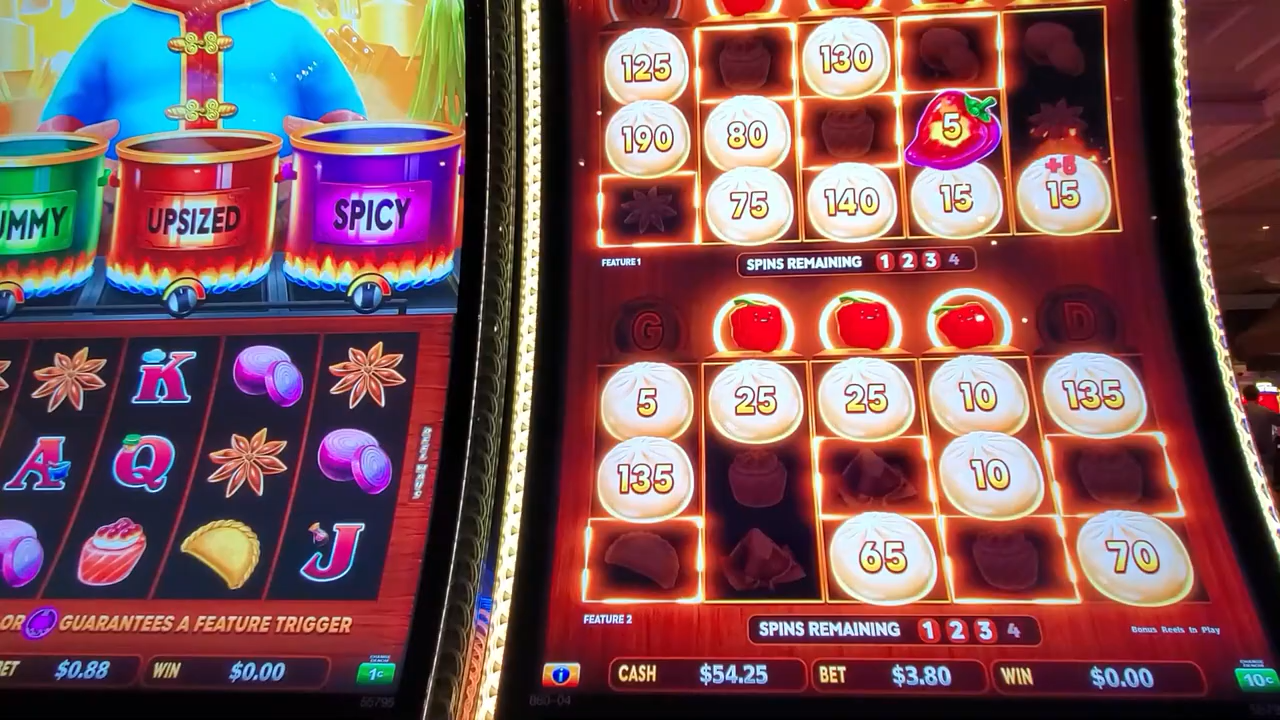 UPSIZED
SPICY
K
A
Q
J
GUARANTEES A FEATURE TRIGGER
$0.88
WIN
$0.00
1¢
125
130
190
80
5
+6
75
140
15
15
FEATURE 1
SPINS REMAINING 1 2 3 4
G
D
5
25
25
10
135
135
10
65
70
FEATURE 2
SPINS REMAINING 1 2 3 4
Bonus Reels to Play
CASH $54.25
BET $3.80
WIN $0.00
10¢